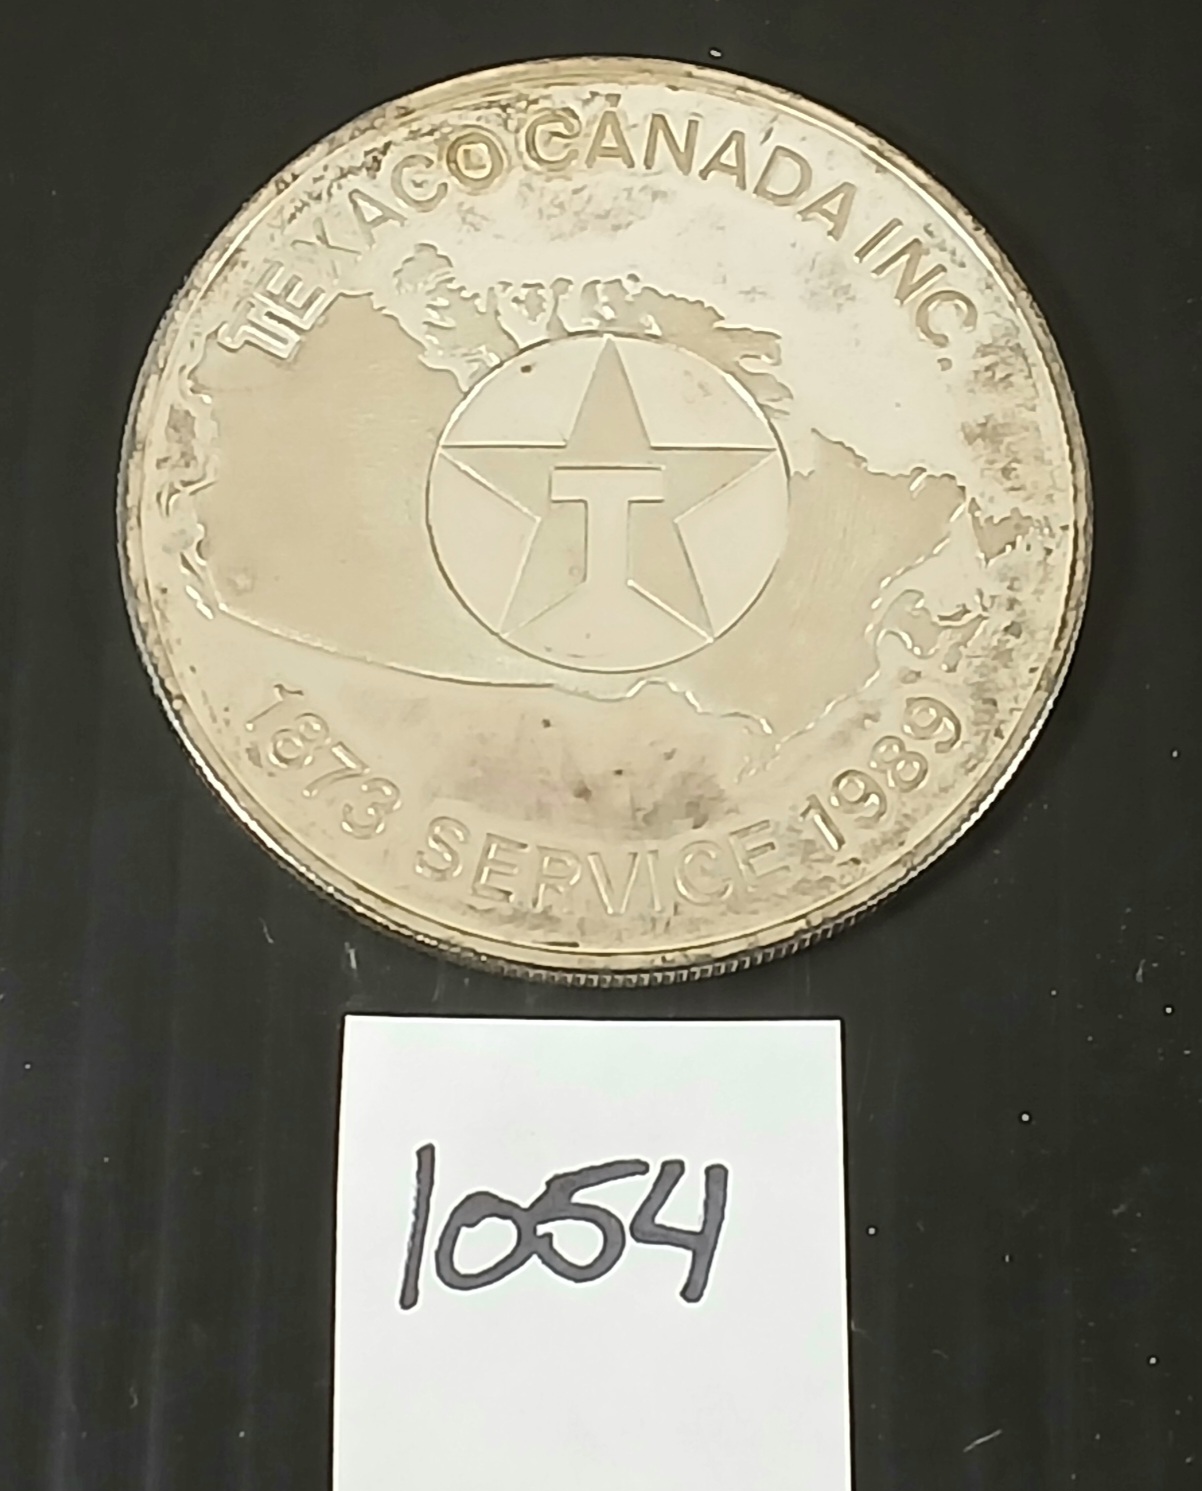 TEXACO CANADA INC.
T
1873 SERVICE 1989
1054